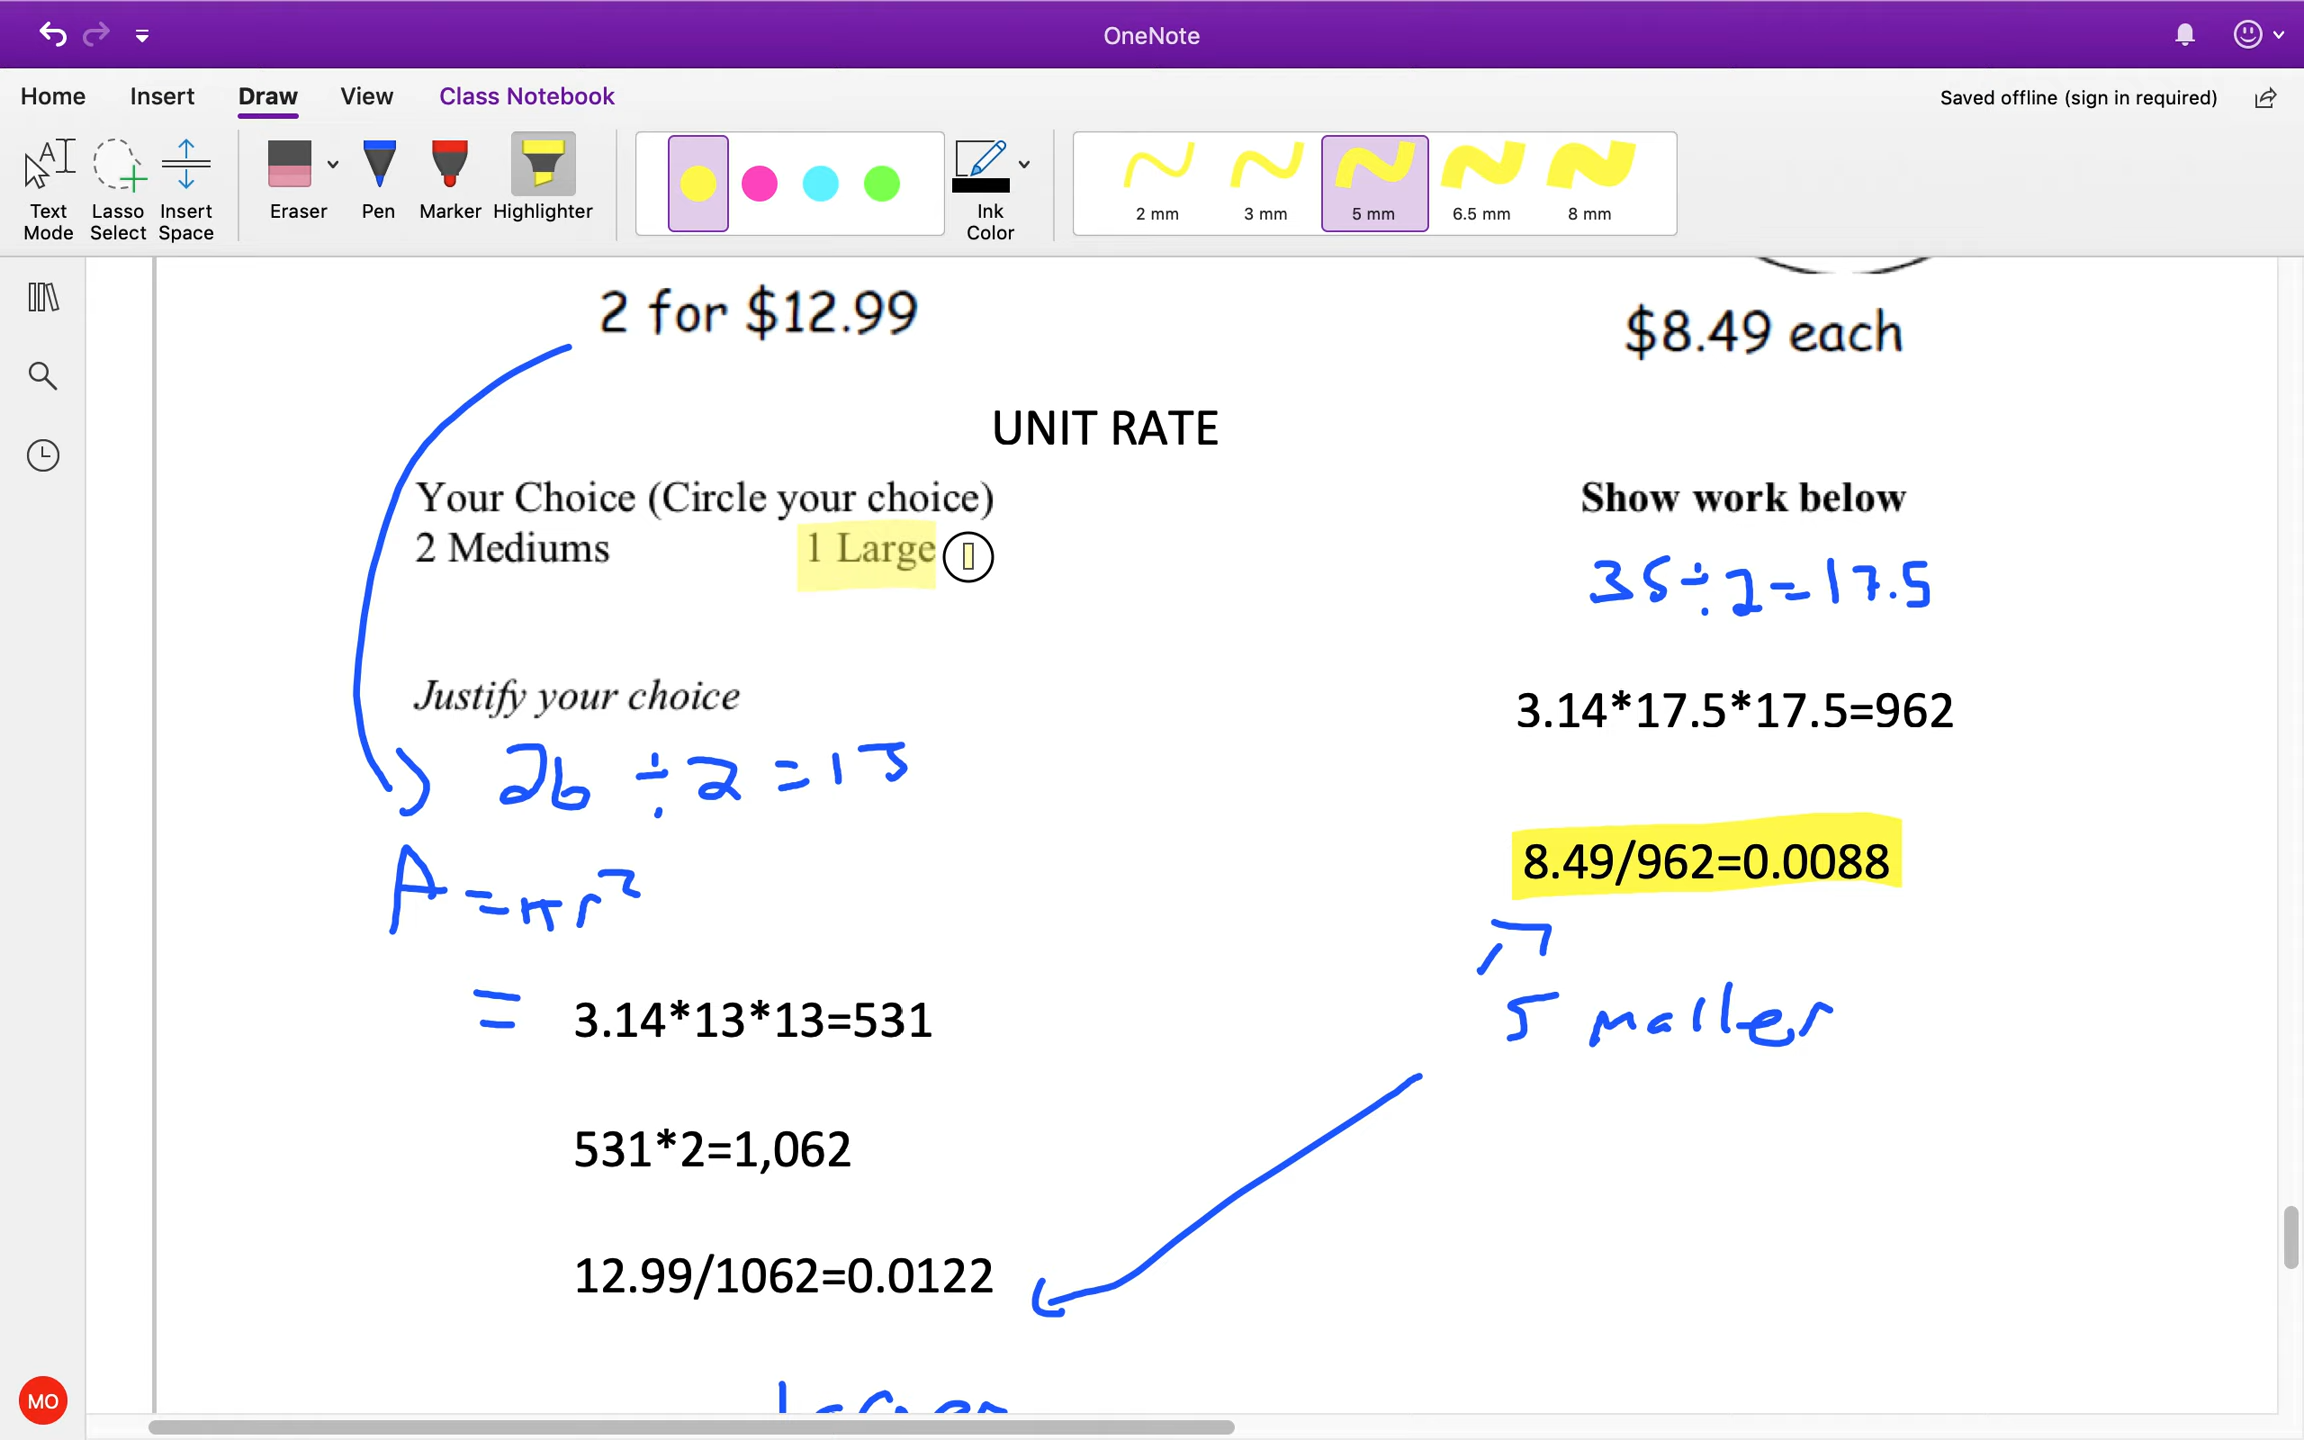 OneNote
Home Insert Draw View Class Notebook
Saved offline (sign in required)
Text Mode
Lasso Select
Insert Space
Eraser
Pen
Marker
Highlighter
Ink Color
2 mm
3 mm
5 mm
6.5 mm
8 mm
2 for $12.99
$8.49 each
UNIT RATE
Your Choice (Circle your choice)
2 Mediums 1 Large
Show work below
35÷2=17.5
Justify your choice
3.14*17.5*17.5=962
26 ÷ 2 = 13
8.49/962=0.0088
A=πr²
smaller
= 3.14*13*13=531
531*2=1,062
12.99/1062=0.0122
MO